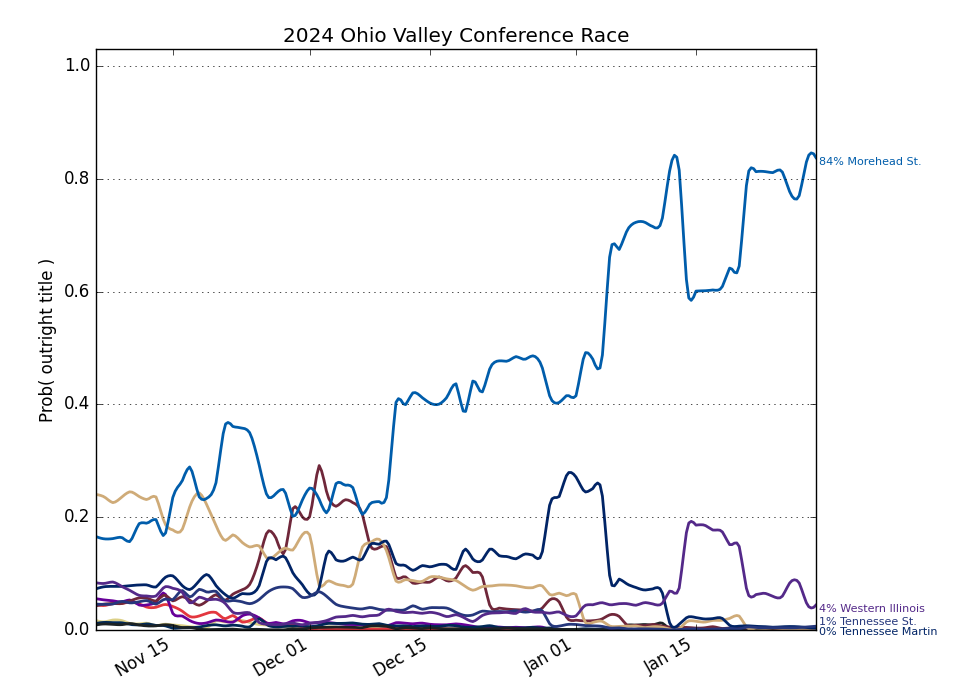 2024 Ohio Valley Conference Race
Prob( outright title )
1.0
0.8
0.6
0.4
0.2
0.0
Nov 15
Dec 01
Dec 15
Jan 01
Jan 15
84% Morehead St.
4% Western Illinois
1% Tennessee St.
0% Tennessee Martin